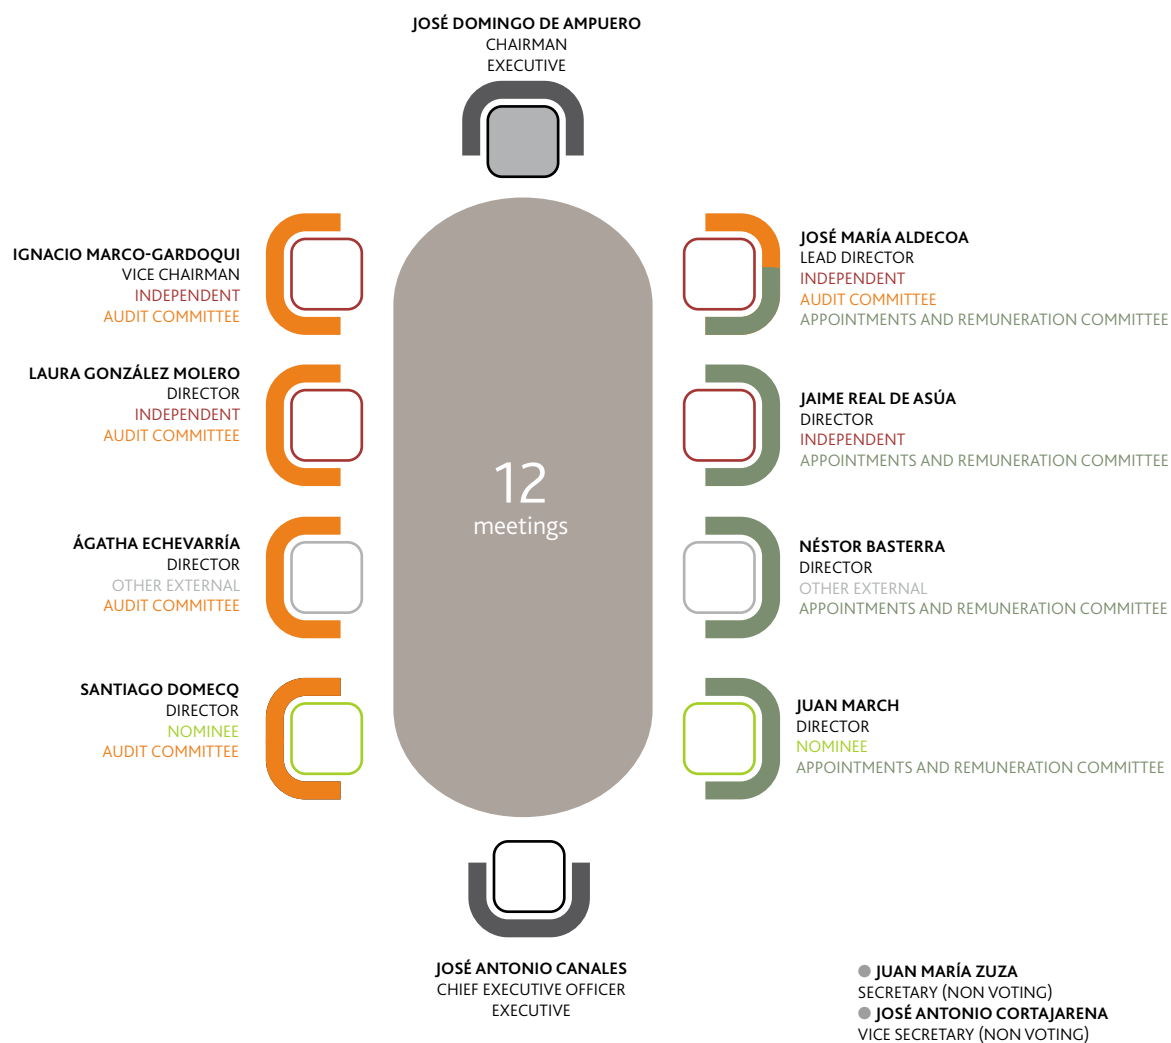 JOSÉ DOMINGO DE AMPUERO
CHAIRMAN
EXECUTIVE
IGNACIO MARCO-GARDOQUI
VICE CHAIRMAN
INDEPENDENT
AUDIT COMMITTEE
JOSÉ MARÍA ALDECOA
LEAD DIRECTOR
INDEPENDENT
AUDIT COMMITTEE
APPOINTMENTS AND REMUNERATION COMMITTEE
LAURA GONZÁLEZ MOLERO
DIRECTOR
INDEPENDENT
AUDIT COMMITTEE
JAIME REAL DE ASÚA
DIRECTOR
INDEPENDENT
APPOINTMENTS AND REMUNERATION COMMITTEE
12
meetings
ÁGATHA ECHEVARRÍA
DIRECTOR
OTHER EXTERNAL
AUDIT COMMITTEE
NÉSTOR BASTERRA
DIRECTOR
OTHER EXTERNAL
APPOINTMENTS AND REMUNERATION COMMITTEE
SANTIAGO DOMECQ
DIRECTOR
NOMINEE
AUDIT COMMITTEE
JUAN MARCH
DIRECTOR
NOMINEE
APPOINTMENTS AND REMUNERATION COMMITTEE
JOSÉ ANTONIO CANALES
CHIEF EXECUTIVE OFFICER
EXECUTIVE
JUAN MARÍA ZUZA
SECRETARY (NON VOTING)
JOSÉ ANTONIO CORTAJARENA
VICE SECRETARY (NON VOTING)